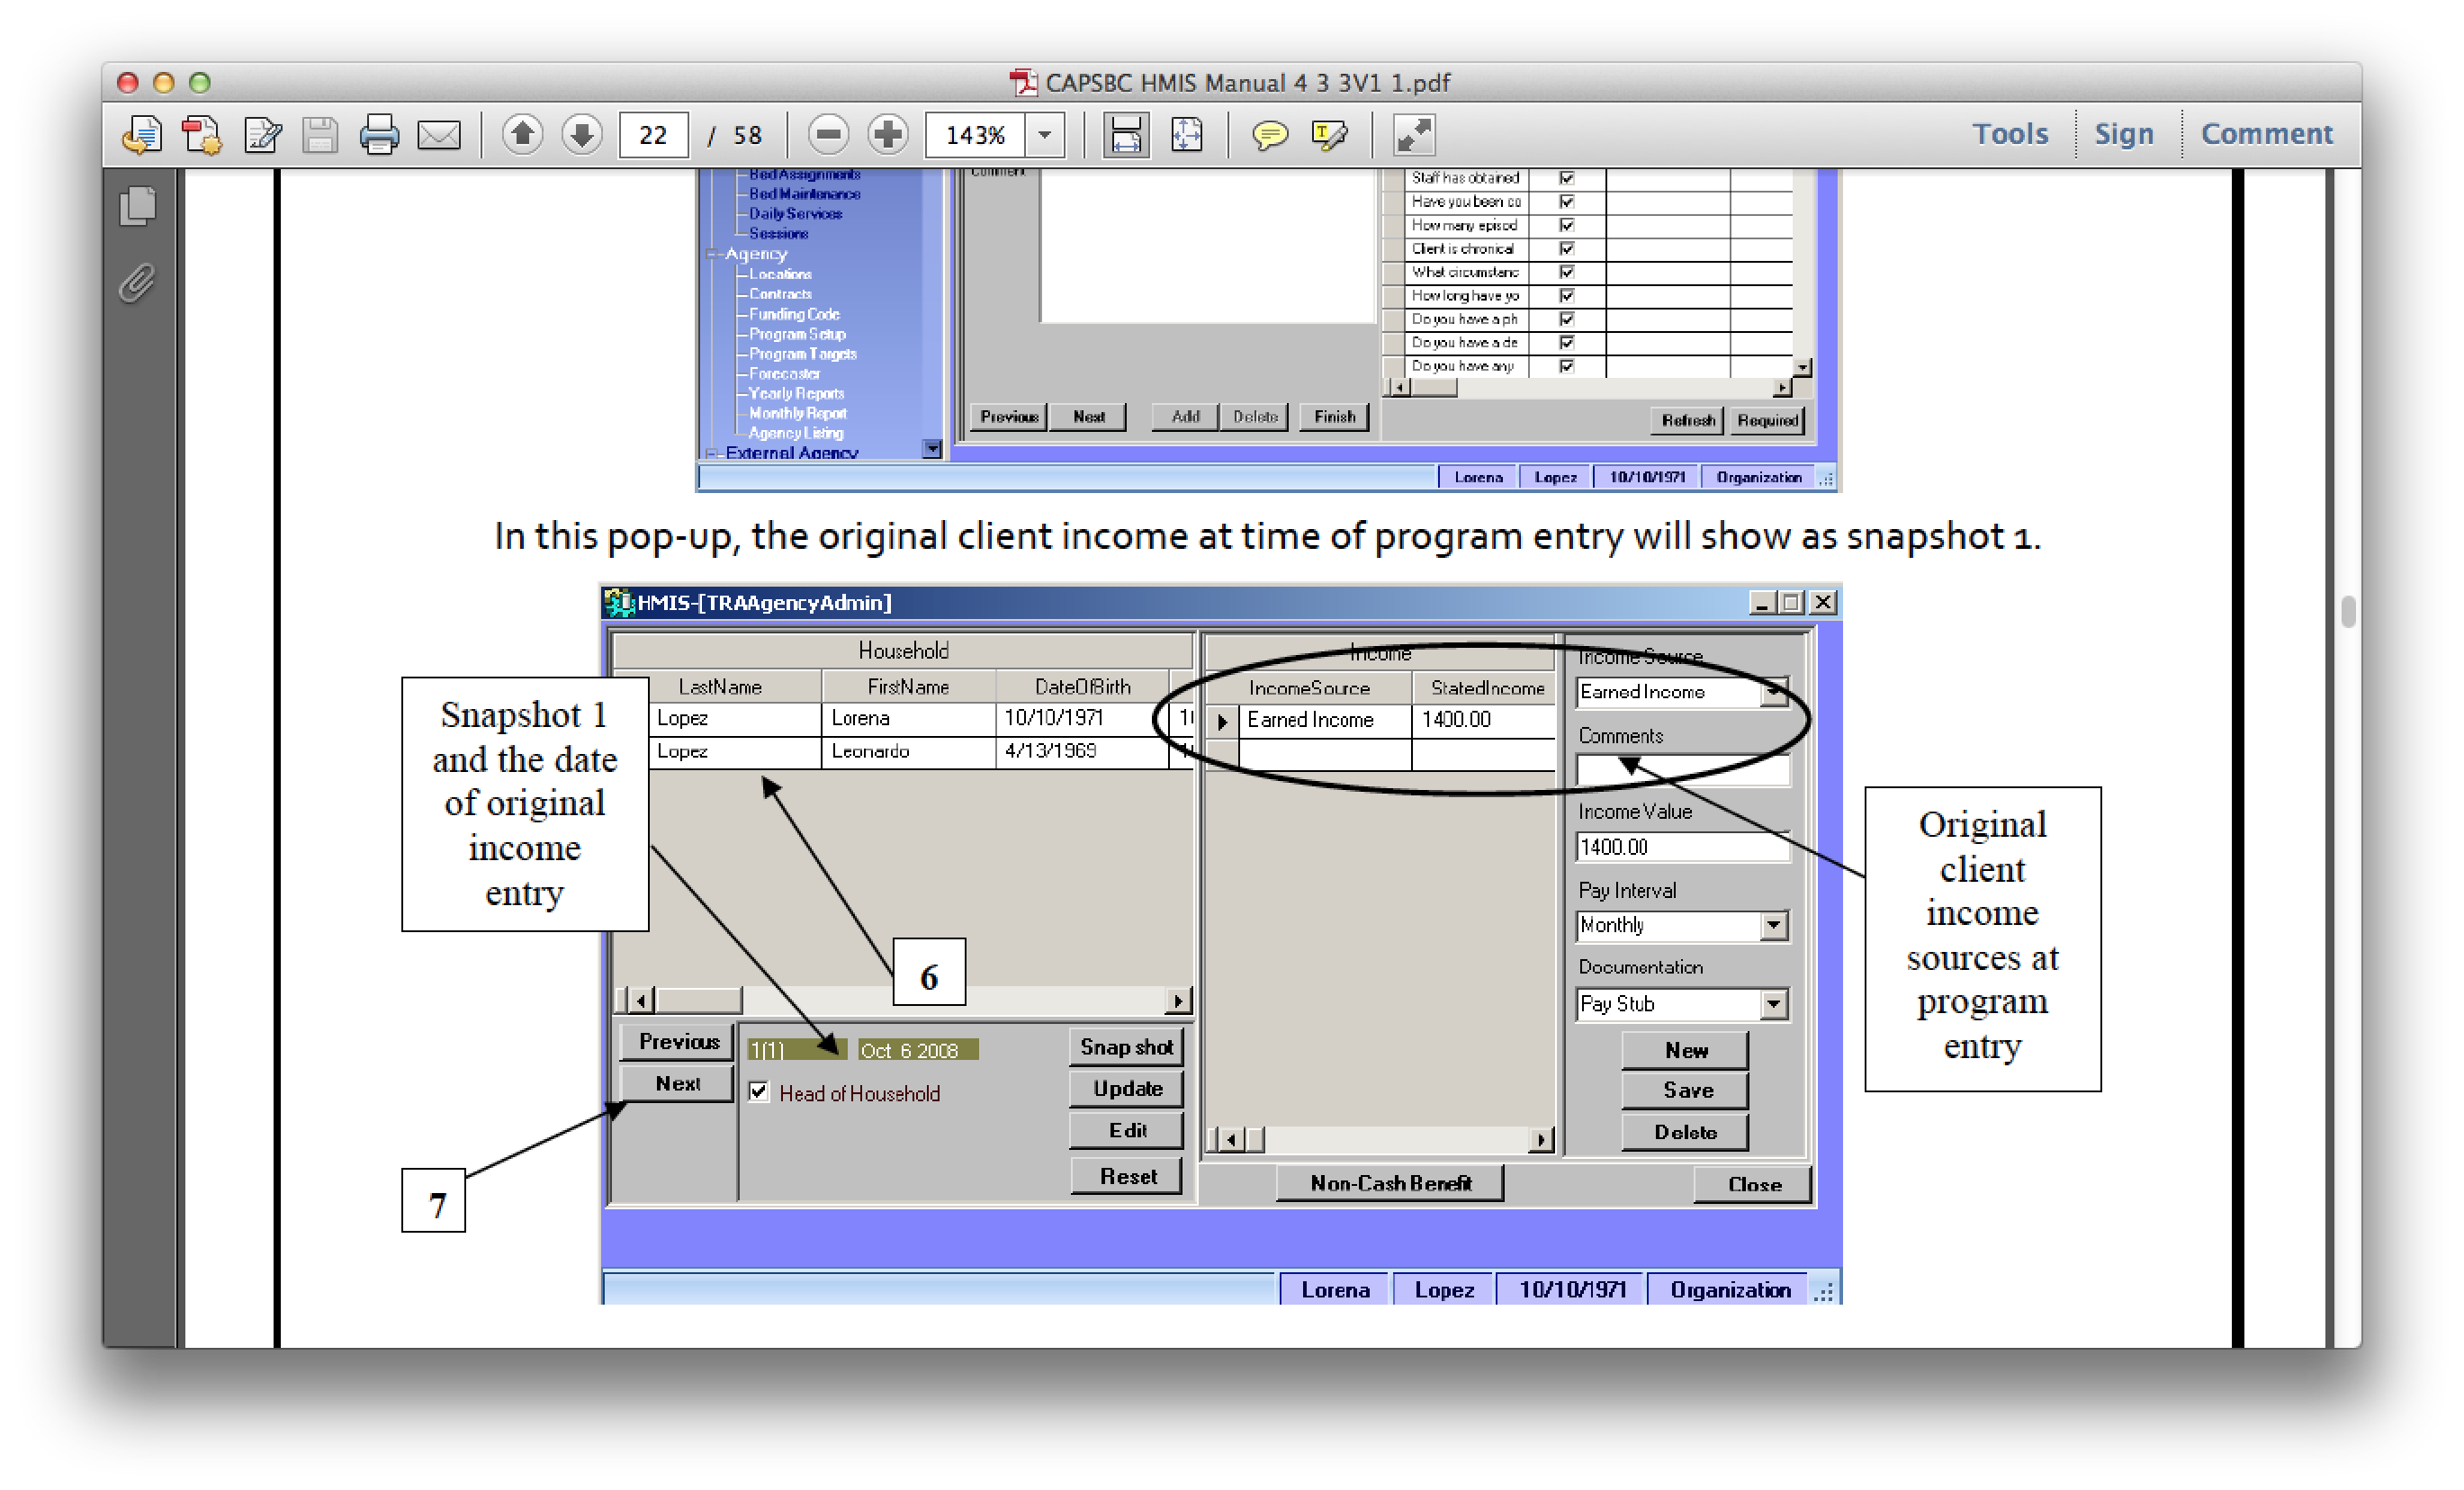 CAPSBC HMIS Manual 4 3 3V1 1.pdf
22 / 58 143% Tools Sign Comment
Bed Assignments
Bed Maintenance
Daily Services
Sessions
Agency
Locations
Contracts
Funding Code
Program Setup
Program Targets
Forecaster
Yearly Reports
Monthly Report
Agency Listing
External Agency
Comment
Previous Next Add Delete Finish
Staff has obtained
Have you been co
How many episod
Client is chronical
What circumstanc
How long have yo
Do you have a ph
Do you have a de
Do you have any
Refresh Required
Lorena Lopez 10/10/1971 Organization
In this pop-up, the original client income at time of program entry will show as snapshot 1.
HMIS-[TRAAgencyAdmin]
Household
LastName FirstName DateOfBirth
Lopez Lorena 10/10/1971
Lopez Leonardo 4/13/1969
Income
IncomeSource StatedIncome
Earned Income 1400.00
Income Source
Earned Income
Comments
Income Value
1400.00
Pay Interval
Monthly
Documentation
Pay Stub
New
Save
Delete
Snapshot 1
and the date
of original
income
entry
6
Original
client
income
sources at
program
entry
Previous
Next
1(1) Oct 6 2008
Head of Household
Snap shot
Update
Edit
Reset
Non-Cash Benefit
Close
7
Lorena Lopez 10/10/1971 Organization